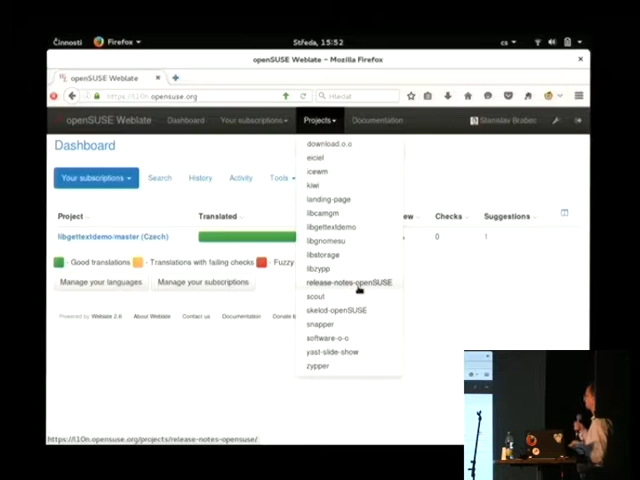 Činnosti Firefox Středa, 15:52 cs
openSUSE Weblate - Mozilla Firefox
openSUSE Weblate
https://l10n.opensuse.org Hledat
openSUSE Weblate Dashboard Your subscriptions Projects Documentation Stanislav Brabec
Dashboard
Your subscriptions Search History Activity Tools
Project Translated Checks Suggestions
libgettextdemo/master (Czech) 0 1
Good translations Translations with failing checks Fuzzy
Manage your languages Manage your subscriptions
Powered by Weblate 2.6 About Weblate Contact us Documentation
download.o.o
eiciel
icewm
kiwi
landing-page
libcamgm
libgettextdemo
libgnomesu
libstorage
libzypp
release-notes-openSUSE
scout
skelcd-openSUSE
snapper
software-o-o
yast-slide-show
zypper
https://l10n.opensuse.org/projects/release-notes-opensuse/